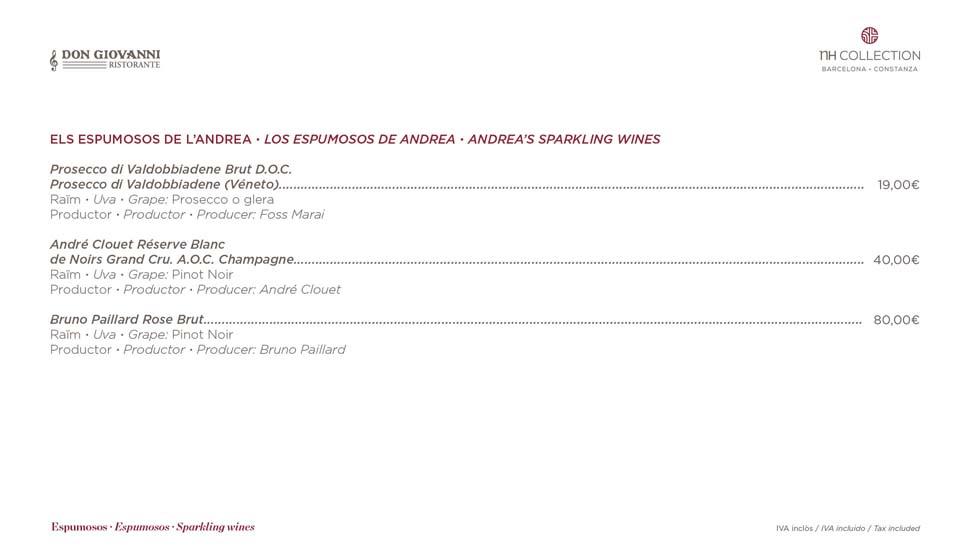 DON GIOVANNI
RISTORANTE
NH COLLECTION
BARCELONA • CONSTANZA
ELS ESPUMOSOS DE L’ANDREA • LOS ESPUMOSOS DE ANDREA • ANDREA’S SPARKLING WINES
Prosecco di Valdobbiadene Brut D.O.C.
Prosecco di Valdobbiadene (Véneto)........................................................................ 19,00€
Raïm • Uva • Grape: Prosecco o glera
Productor • Productor • Producer: Foss Marai
André Clouet Réserve Blanc
de Noirs Grand Cru. A.O.C. Champagne........................................................................ 40,00€
Raïm • Uva • Grape: Pinot Noir
Productor • Productor • Producer: André Clouet
Bruno Paillard Rose Brut........................................................................ 80,00€
Raïm • Uva • Grape: Pinot Noir
Productor • Productor • Producer: Bruno Paillard
Espumosos • Espumosos • Sparkling wines
IVA inclòs / IVA incluido / Tax included